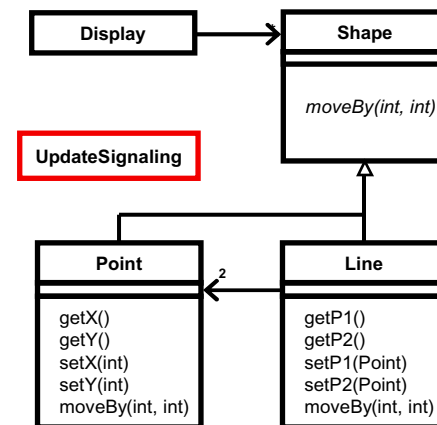 Display
*
Shape
moveBy(int, int)
UpdateSignaling
Point
2
Line
getX()
getY()
setX(int)
setY(int)
moveBy(int, int)
getP1()
getP2()
setP1(Point)
setP2(Point)
moveBy(int, int)